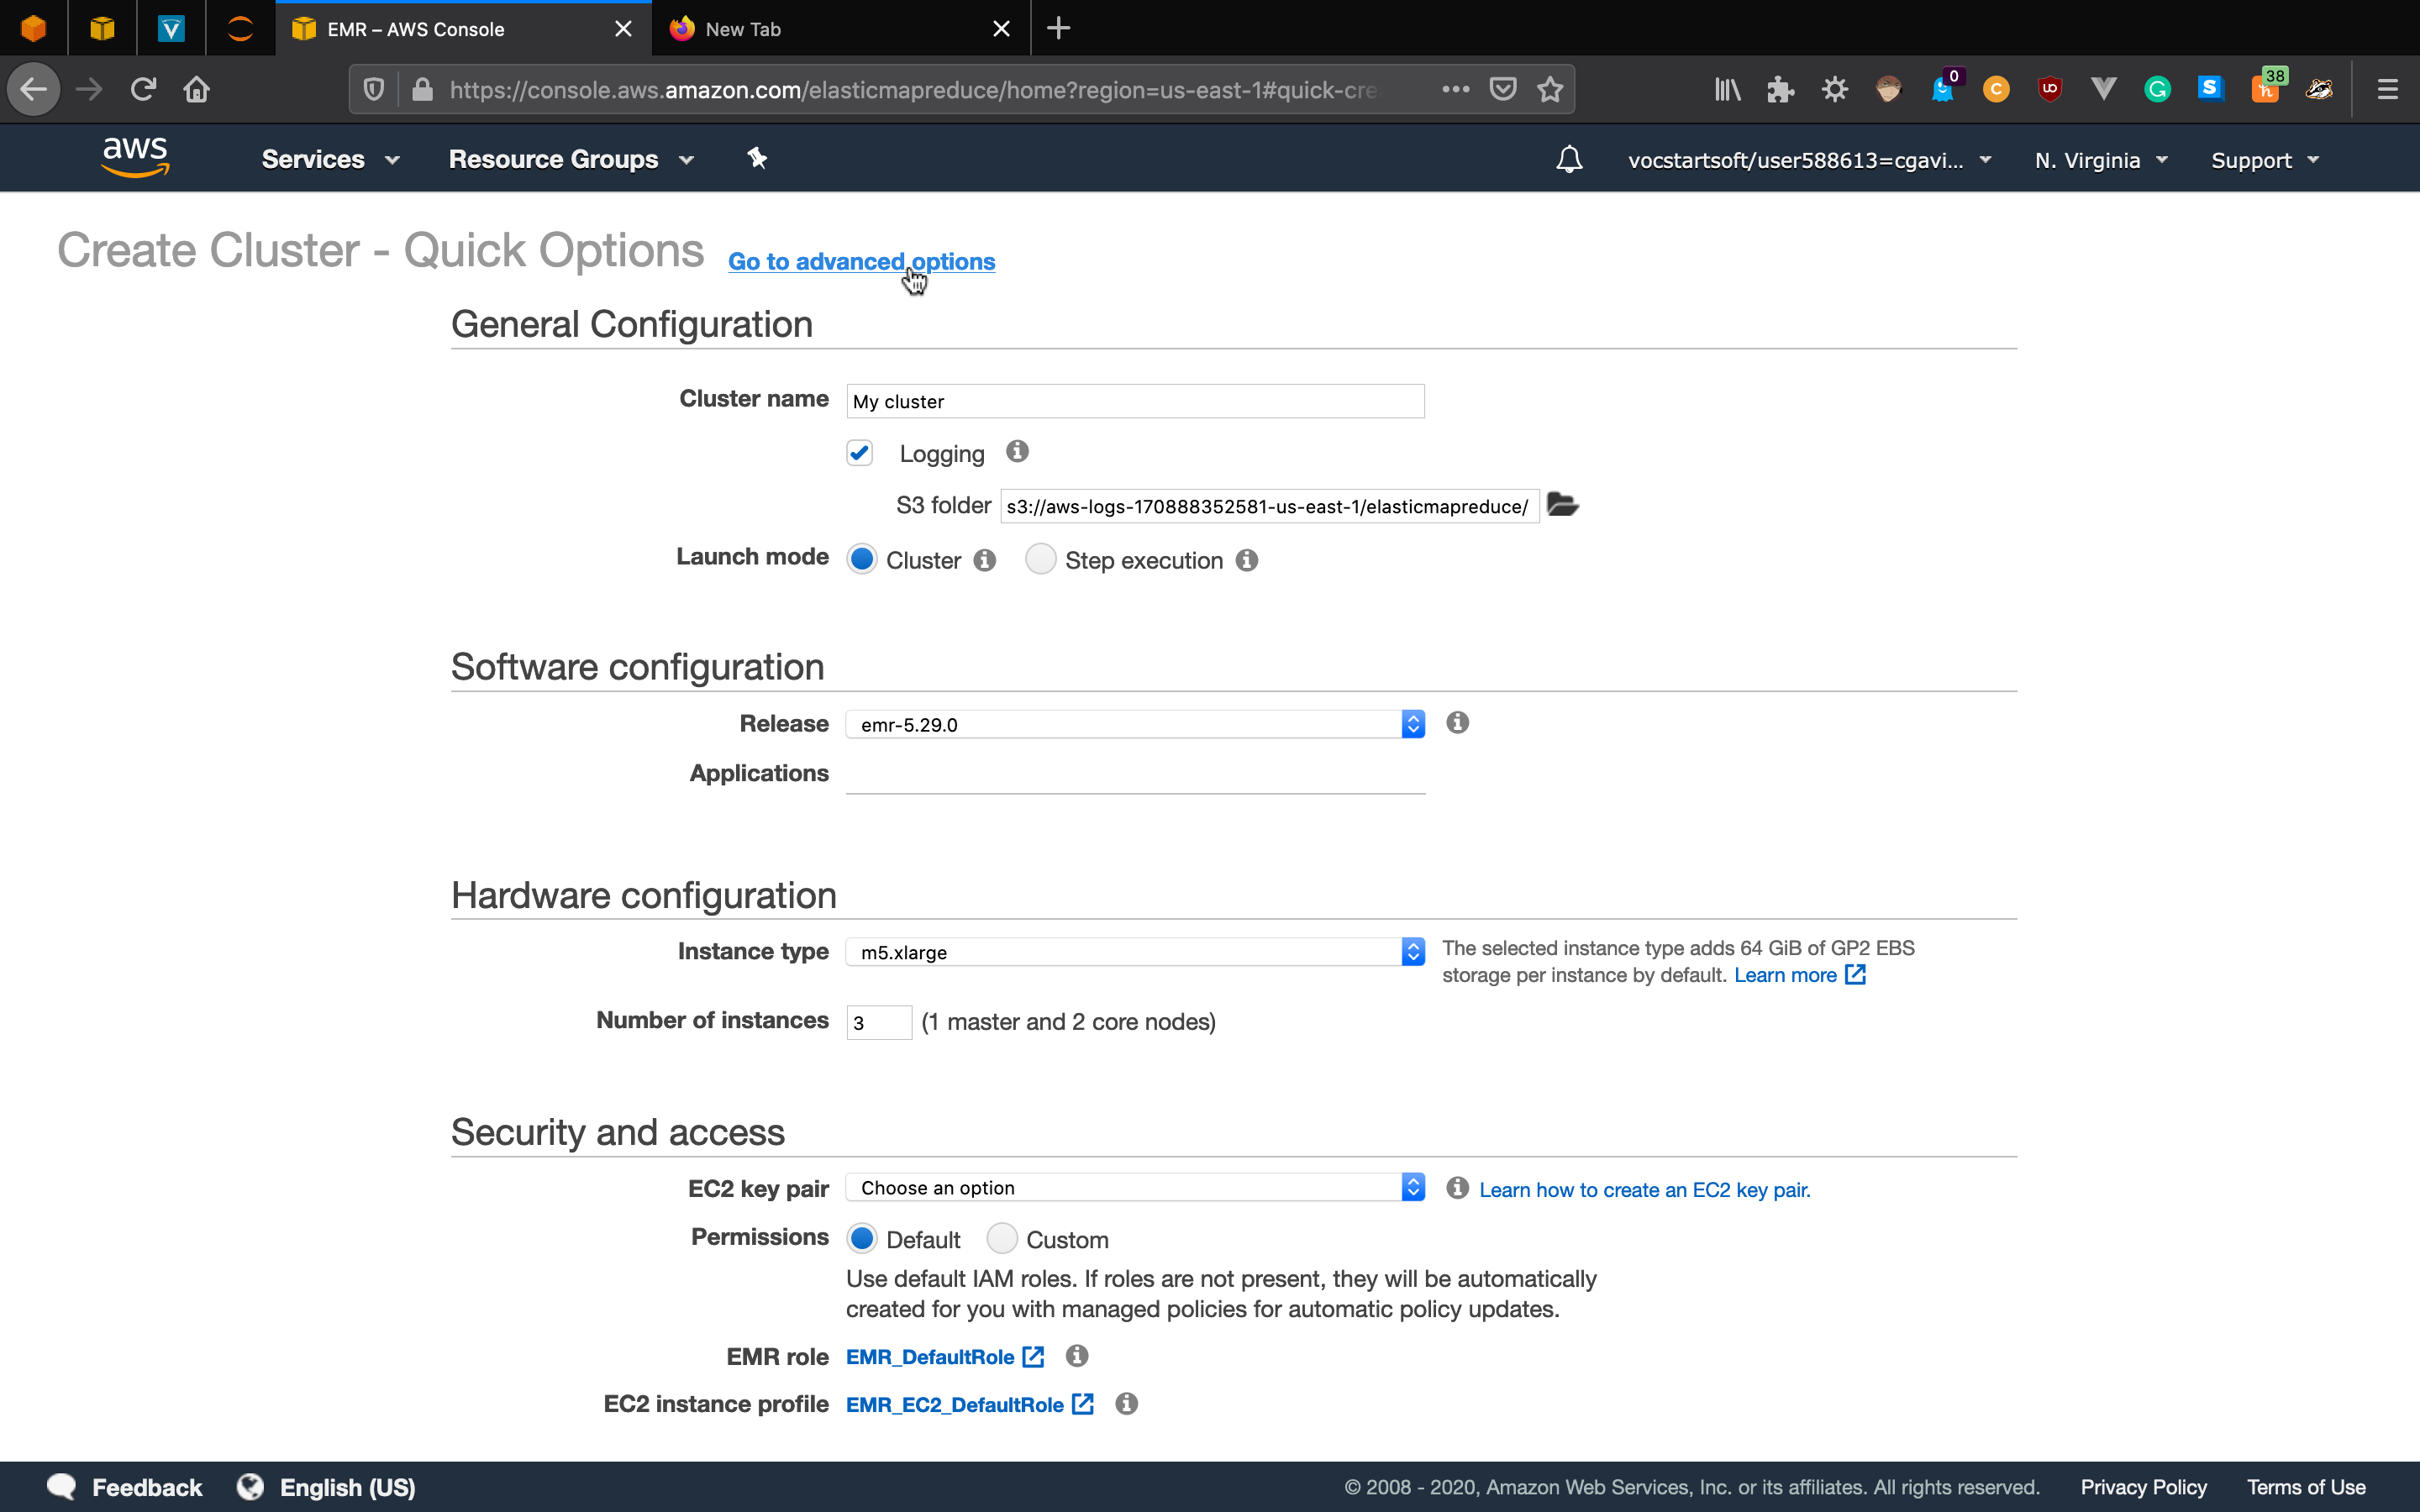 EMR – AWS Console
New Tab
https://console.aws.amazon.com/elasticmapreduce/home?region=us-east-1#quick-cre
0
38
aws
Services
Resource Groups
vocstartsoft/user588613=cgavi...
N. Virginia
Support
Create Cluster - Quick Options
Go to advanced options
General Configuration
Cluster name
My cluster
Logging
S3 folder
s3://aws-logs-170888352581-us-east-1/elasticmapreduce/
Launch mode
Cluster
Step execution
Software configuration
Release
emr-5.29.0
Applications
Hardware configuration
Instance type
m5.xlarge
The selected instance type adds 64 GiB of GP2 EBS
storage per instance by default. Learn more
Number of instances
3
(1 master and 2 core nodes)
Security and access
EC2 key pair
Choose an option
Learn how to create an EC2 key pair.
Permissions
Default
Custom
Use default IAM roles. If roles are not present, they will be automatically
created for you with managed policies for automatic policy updates.
EMR role
EMR_DefaultRole
EC2 instance profile
EMR_EC2_DefaultRole
Feedback
English (US)
© 2008 - 2020, Amazon Web Services, Inc. or its affiliates. All rights reserved.
Privacy Policy
Terms of Use